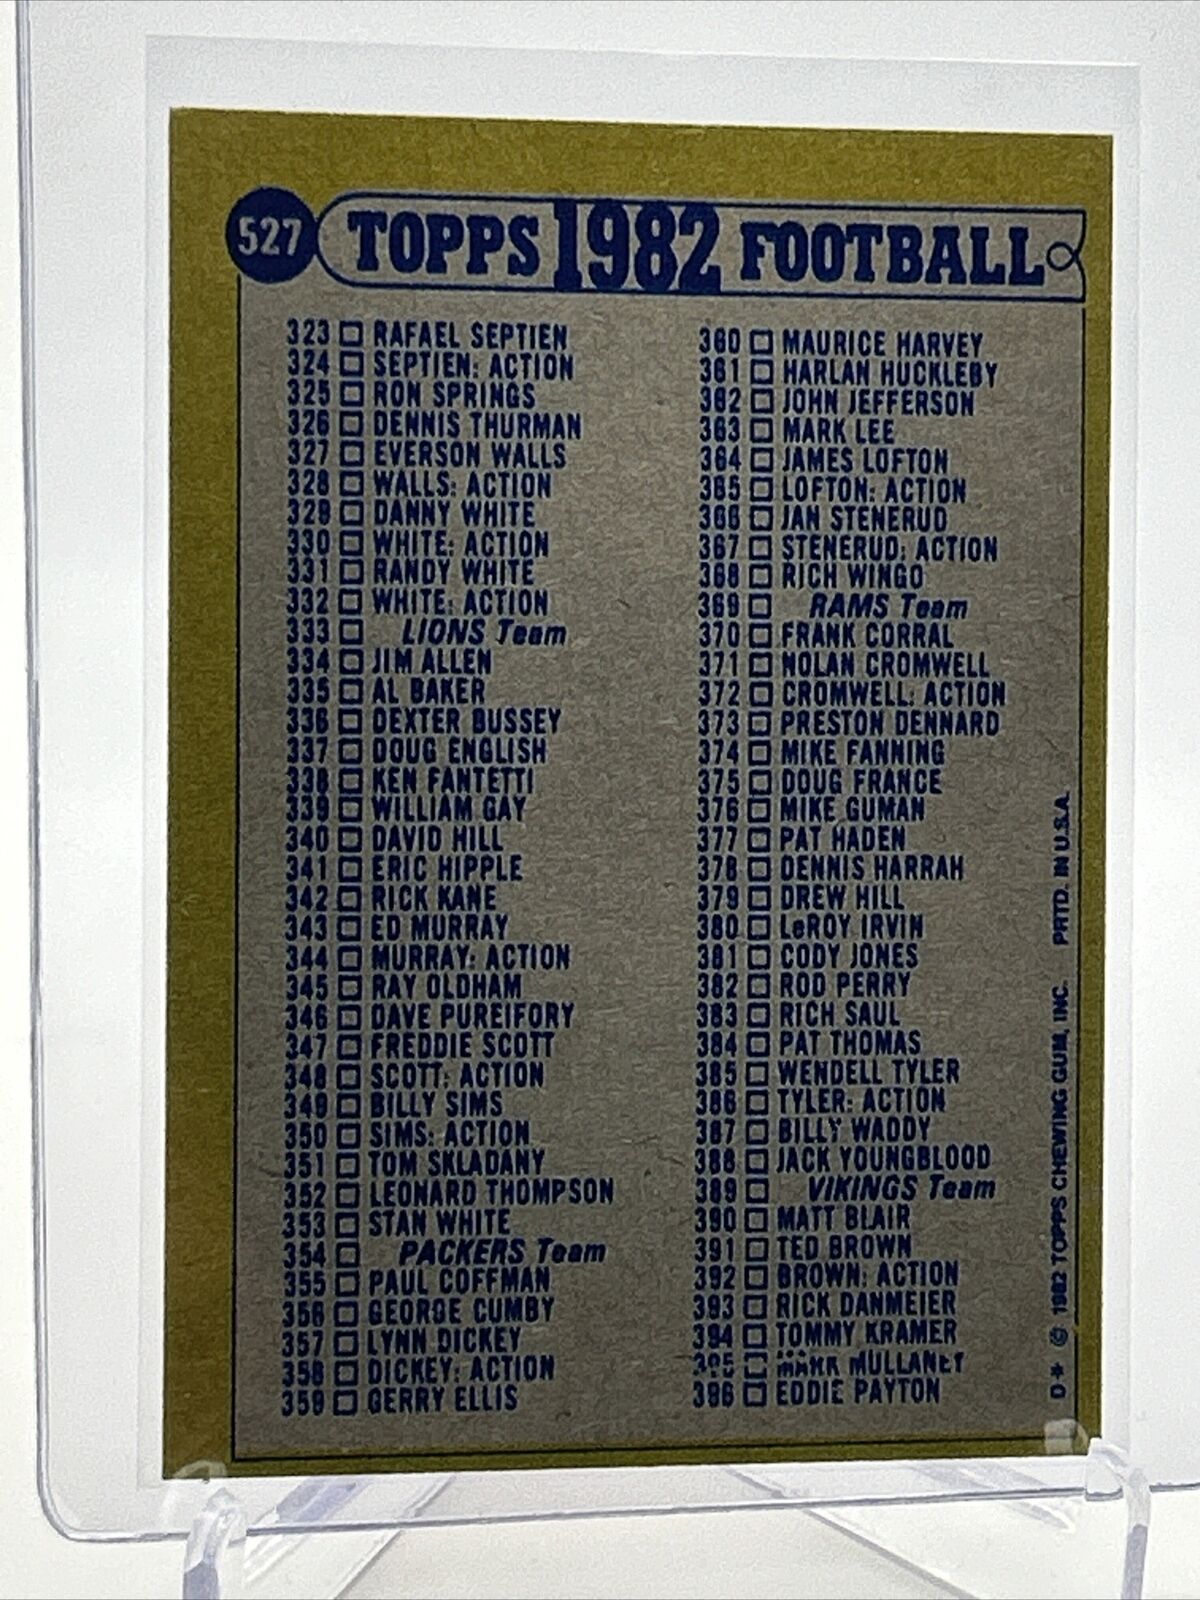 527
TOPPS 1982 FOOTBALL
323 RAFAEL SEPTIEN
324 SEPTIEN: ACTION
325 RON SPRINGS
326 DENNIS THURMAN
327 EVERSON WALLS
328 WALLS: ACTION
329 DANNY WHITE
330 WHITE: ACTION
331 RANDY WHITE
332 WHITE: ACTION
333 LIONS Team
334 JIM ALLEN
335 AL BAKER
336 DEXTER BUSSEY
337 DOUG ENGLISH
338 KEN FANTETTI
339 WILLIAM GAY
340 DAVID HILL
341 ERIC HIPPLE
342 RICK KANE
343 ED MURRAY
344 MURRAY: ACTION
345 RAY OLDHAM
346 DAVE PUREIFORY
347 FREDDIE SCOTT
348 SCOTT: ACTION
349 BILLY SIMS
350 SIMS: ACTION
351 TOM SKLADANY
352 LEONARD THOMPSON
353 STAN WHITE
354 PACKERS Team
355 PAUL COFFMAN
356 GEORGE CUMBY
357 LYNN DICKEY
358 DICKEY: ACTION
359 GERRY ELLIS
360 MAURICE HARVEY
361 HARLAN HUCKLEBY
362 JOHN JEFFERSON
363 MARK LEE
364 JAMES LOFTON
365 LOFTON: ACTION
366 JAN STENERUD
367 STENERUD: ACTION
368 RICH WINGO
369 RAMS Team
370 FRANK CORRAL
371 NOLAN CROMWELL
372 CROMWELL: ACTION
373 PRESTON DENNARD
374 MIKE FANNING
375 DOUG FRANCE
376 MIKE GUMAN
377 PAT HADEN
378 DENNIS HARRAH
379 DREW HILL
380 LeROY IRVIN
381 CODY JONES
382 ROD PERRY
383 RICH SAUL
384 PAT THOMAS
385 WENDELL TYLER
386 TYLER: ACTION
387 BILLY WADDY
388 JACK YOUNGBLOOD
389 VIKINGS Team
390 MATT BLAIR
391 TED BROWN
392 BROWN: ACTION
393 RICK DANMEIER
394 TOMMY KRAMER
395 MARK MULLANEY
396 EDDIE PAYTON
D* © 1982 TOPPS CHEWING GUM, INC. PRTD. IN U.S.A.